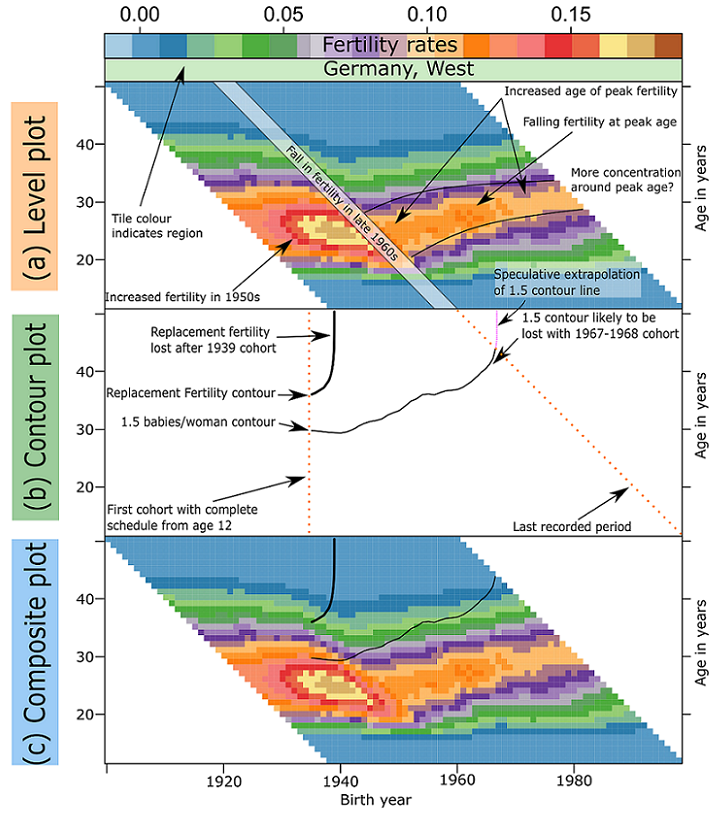 0.00 0.05 0.10 0.15
Fertility rates
Germany, West
(a) Level plot
Increased age of peak fertility
Falling fertility at peak age
More concentration
around peak age?
Fall in fertility in late 1960s
Tile colour
indicates region
Increased fertility in 1950s
40
30
20
Age in years
Speculative extrapolation
of 1.5 contour line
(b) Contour plot
Replacement fertility
lost after 1939 cohort
1.5 contour likely to be
lost with 1967-1968 cohort
Replacement Fertility contour
1.5 babies/woman contour
First cohort with complete
schedule from age 12
Last recorded period
40
30
20
Age in years
(c) Composite plot
40
30
20
Age in years
1920 1940 1960 1980
Birth year